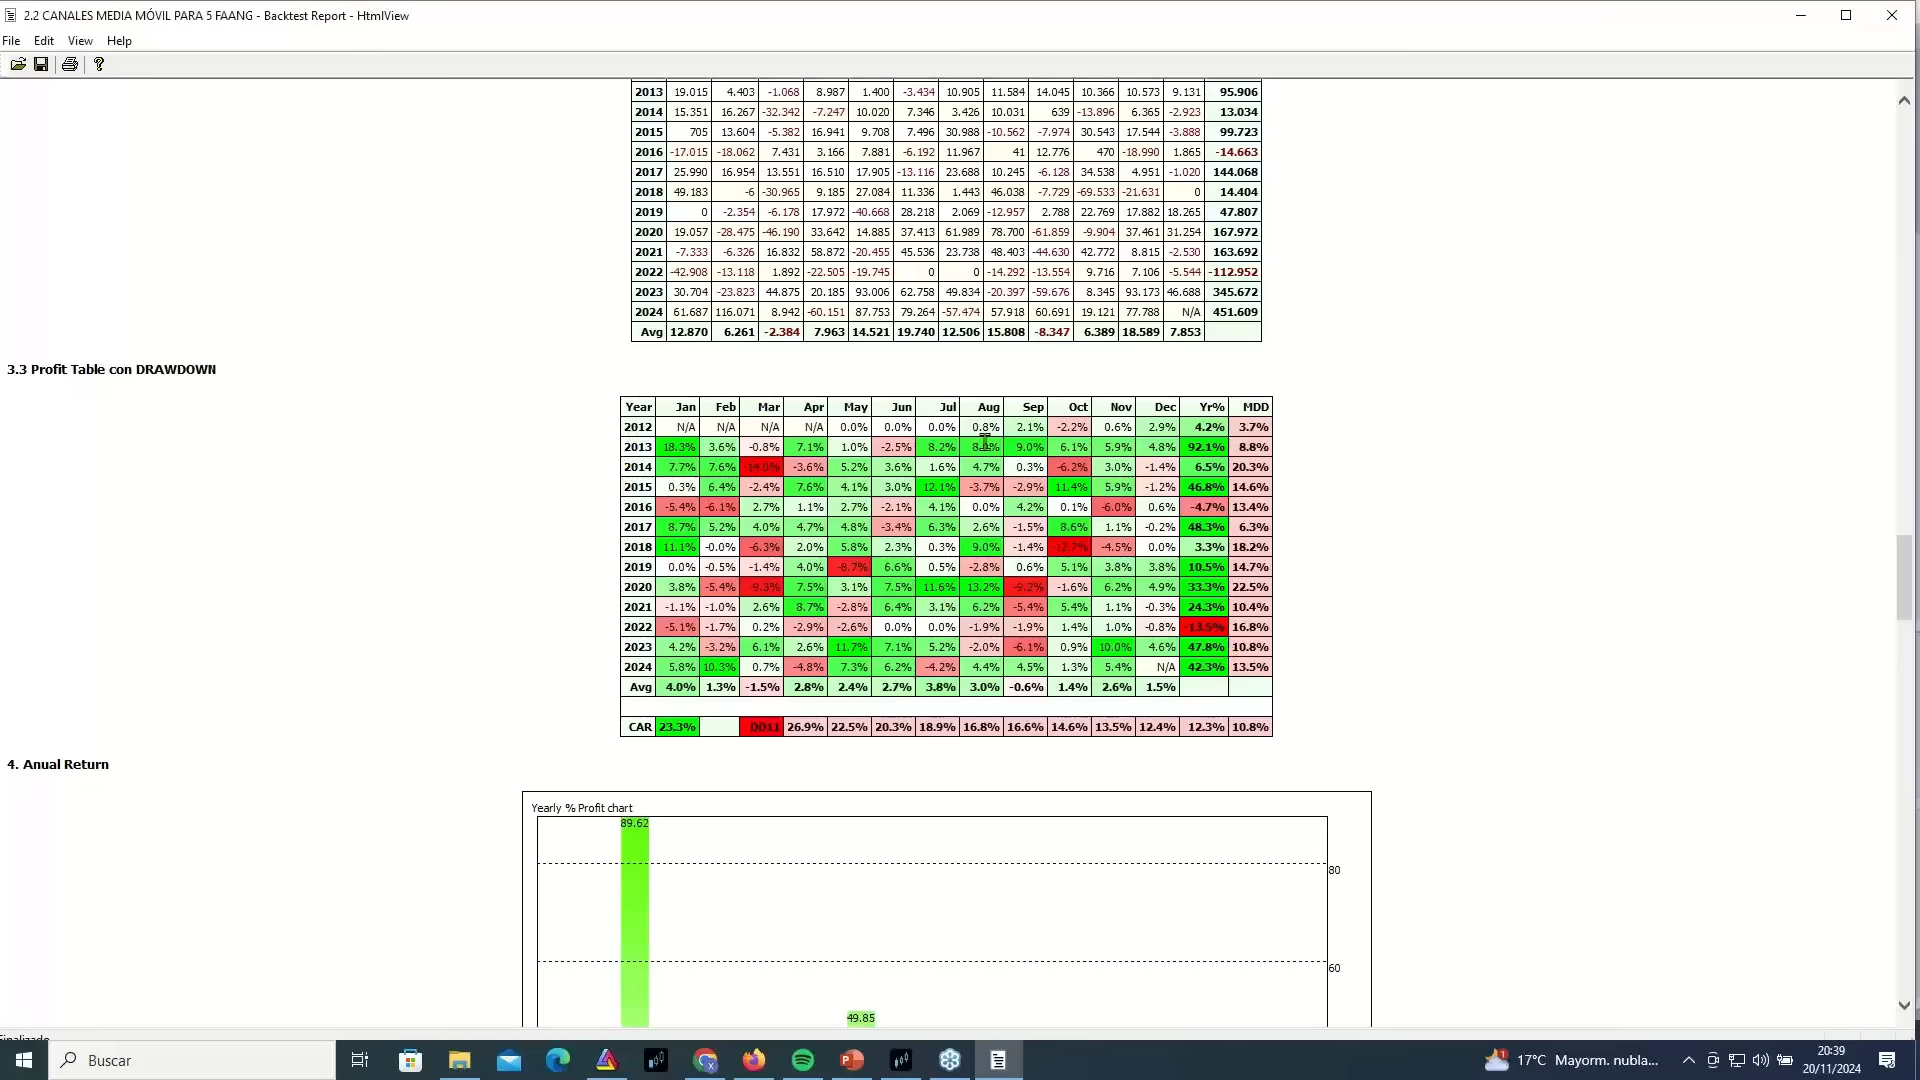 2.2 CANALES MEDIA MÓVIL PARA 5 FAANG - Backtest Report - HtmlView
File Edit View Help
2013 19.015 4.403 -1.068 8.987 1.400 -3.434 10.905 11.584 14.045 10.366 10.573 9.131 95.906
2014 15.351 16.267 -32.342 -7.247 10.020 7.346 3.426 10.031 639 -13.896 6.365 -2.923 13.034
2015 705 13.604 -5.382 16.941 9.708 7.496 30.988 -10.562 -7.974 30.543 17.544 -3.888 99.723
2016 -17.015 -18.062 7.431 3.166 7.881 -6.192 11.967 41 12.776 470 -18.990 1.865 -14.663
2017 25.990 16.954 13.551 16.510 17.905 -13.116 23.688 10.245 -6.128 34.538 4.951 -1.020 144.068
2018 49.183 -6 -30.965 9.185 27.084 11.336 1.443 46.038 -7.729 -69.533 -21.631 0 14.404
2019 0 -2.354 -6.178 17.972 -40.668 28.218 2.069 -12.957 2.788 22.769 17.882 18.265 47.807
2020 19.057 -28.475 -46.190 33.642 14.885 37.413 61.989 78.700 -61.859 -9.904 37.461 31.254 167.972
2021 -7.333 -6.326 16.832 58.872 -20.455 45.536 23.738 48.403 -44.630 42.772 8.815 -2.530 163.692
2022 -42.908 -13.118 1.892 -22.505 -19.745 0 0 -14.292 -13.554 9.716 7.106 -5.544 -112.952
2023 30.704 -23.823 44.875 20.185 93.006 62.758 49.834 -20.397 -59.676 8.345 93.173 46.688 345.672
2024 61.687 116.071 8.942 -60.151 87.753 79.264 -57.474 57.918 60.691 19.121 77.788 N/A 451.609
Avg 12.870 6.261 -2.384 7.963 14.521 19.740 12.506 15.808 -8.347 6.389 18.589 7.853
3.3 Profit Table con DRAWDOWN
Year Jan Feb Mar Apr May Jun Jul Aug Sep Oct Nov Dec Yr% MDD
2012 N/A N/A N/A N/A 0.0% 0.0% 0.0% 0.8% 2.1% -2.2% 0.6% 2.9% 4.2% 3.7%
2013 18.3% 3.6% -0.8% 7.1% 1.0% -2.5% 8.2% 9.0% 6.1% 5.9% 4.8% 92.1% 8.8%
2014 7.7% 7.6% -14.0% -3.6% 5.2% 3.6% 1.6% 4.7% 0.3% -6.2% 3.0% -1.4% 6.5% 20.3%
2015 0.3% 6.4% -2.4% 7.6% 4.1% 3.0% 12.1% -3.7% -2.9% 11.4% 5.9% -1.2% 46.8% 14.6%
2016 -5.4% -6.1% 2.7% 1.1% 2.7% -2.1% 4.1% 0.0% 4.2% 0.1% -6.0% 0.6% -4.7% 13.4%
2017 8.7% 5.2% 4.0% 4.7% 4.8% -3.4% 6.3% 2.6% -1.5% 8.6% 1.1% -0.2% 48.3% 6.3%
2018 11.1% -0.0% -6.3% 2.0% 5.8% 2.3% 0.3% 9.0% -1.4% -12.7% -4.5% 0.0% 3.3% 18.2%
2019 0.0% -0.5% -1.4% 4.0% -8.7% 6.6% 0.5% -2.8% 0.6% 5.1% 3.8% 3.8% 10.5% 14.7%
2020 3.8% -5.4% -9.3% 7.5% 3.1% 7.5% 11.6% 13.2% -9.2% -1.6% 6.2% 4.9% 33.3% 22.5%
2021 -1.1% -1.0% 2.6% 8.7% -2.8% 6.4% 3.1% 6.2% -5.4% 5.4% 1.1% -0.3% 24.3% 10.4%
2022 -5.1% -1.7% 0.2% -2.9% -2.6% 0.0% 0.0% -1.9% -1.9% 1.4% 1.0% -0.8% -13.5% 16.8%
2023 4.2% -3.2% 6.1% 2.6% 11.7% 7.1% 5.2% -2.0% -6.1% 0.9% 10.0% 4.6% 47.8% 10.8%
2024 5.8% 10.3% 0.7% -4.8% 7.3% 6.2% -4.2% 4.4% 4.5% 1.3% 5.4% N/A 42.3% 13.5%
Avg 4.0% 1.3% -1.5% 2.8% 2.4% 2.7% 3.8% 3.0% -0.6% 1.4% 2.6% 1.5%
CAR 23.3% DD11 26.9% 22.5% 20.3% 18.9% 16.8% 16.6% 14.6% 13.5% 12.4% 12.3% 10.8%
4. Anual Return
Yearly % Profit chart
89.62
80
60
49.85
Buscar
17°C Mayorm. nubla...
20:39
20/11/2024